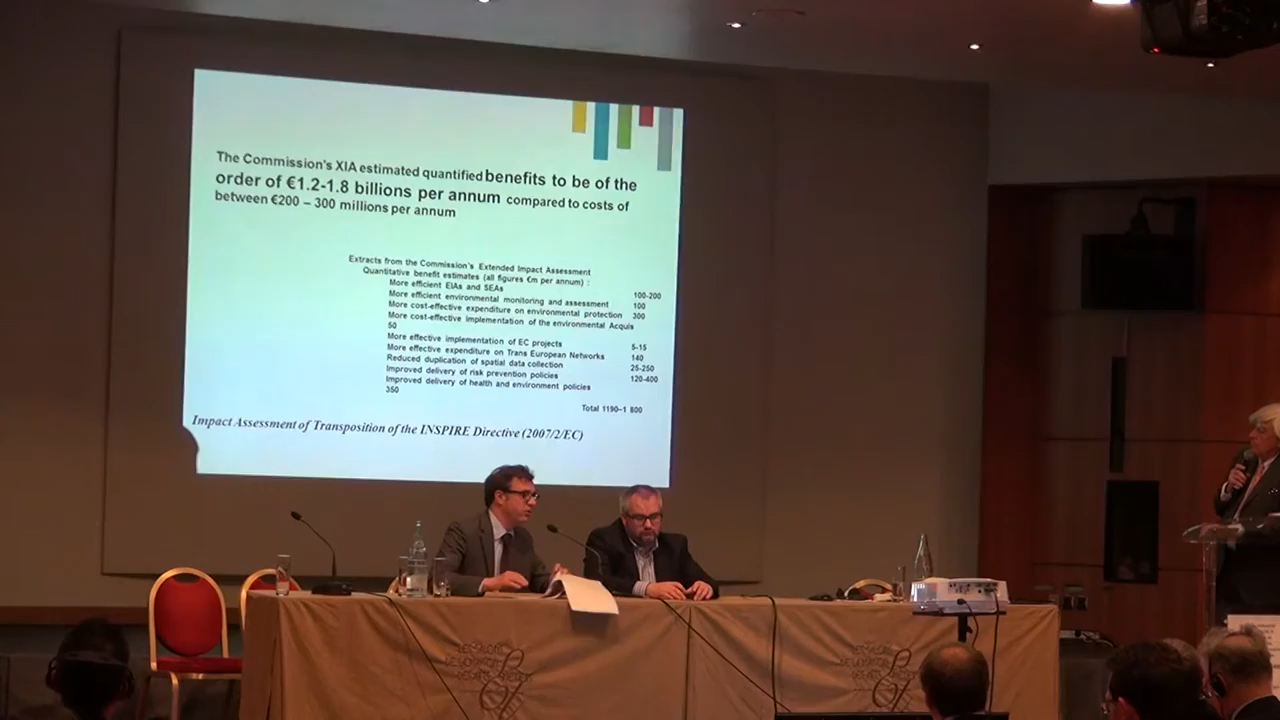 The Commission's XIA estimated quantified benefits to be of the
order of €1.2-1.8 billions per annum compared to costs of
between €200 – 300 millions per annum
Extracts from the Commission's Extended Impact Assessment
Quantitative benefit estimates (all figures €m per annum) :
More efficient EIAs and SEAs 100-200
More efficient environmental monitoring and assessment 100
More cost-effective expenditure on environmental protection 300
More cost-effective implementation of the environmental Acquis
50
More effective implementation of EC projects 5-15
More effective expenditure on Trans European Networks 140
Reduced duplication of spatial data collection 25-250
Improved delivery of risk prevention policies 120-400
Improved delivery of health and environment policies
350
Total 1190–1 800
Impact Assessment of Transposition of the INSPIRE Directive (2007/2/EC)